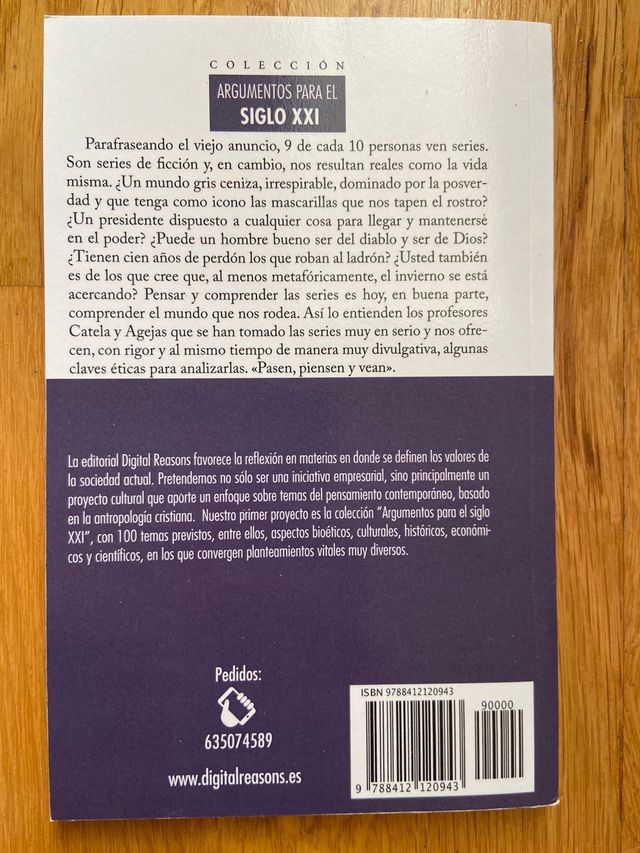 COLECCIÓN
ARGUMENTOS PARA EL
SIGLO XXI
Parafraseando el viejo anuncio, 9 de cada 10 personas ven series.
Son series de ficción y, en cambio, nos resultan reales como la vida
misma. ¿Un mundo gris ceniza, irrespirable, dominado por la posver-
dad y que tenga como icono las mascarillas que nos tapen el rostro?
¿Un presidente dispuesto a cualquier cosa para llegar y mantenerse
en el poder? ¿Puede un hombre bueno ser del diablo y ser de Dios?
¿Tienen cien años de perdón los que roban al ladrón? ¿Usted también
es de los que cree que, al menos metafóricamente, el invierno se está
acercando? Pensar y comprender las series es hoy, en buena parte,
comprender el mundo que nos rodea. Así lo entienden los profesores
Catela y Agejas que se han tomado las series muy en serio y nos ofre-
cen, con rigor y al mismo tiempo de manera muy divulgativa, algunas
claves éticas para analizarlas. «Pasen, piensen y vean».
La editorial Digital Reasons favorece la reflexión en materias en donde se definen los valores de
la sociedad actual. Pretendemos no sólo ser una iniciativa empresarial, sino principalmente un
proyecto cultural que aporte un enfoque sobre temas del pensamiento contemporáneo, basado
en la antropología cristiana. Nuestro primer proyecto es la colección "Argumentos para el siglo
XXI", con 100 temas previstos, entre ellos, aspectos bioéticos, culturales, históricos, económi-
cos y científicos, en los que convergen planteamientos vitales muy diversos.
Pedidos:
635074589
www.digitalreasons.es
ISBN 9788412120943
90000
9 788412 120943